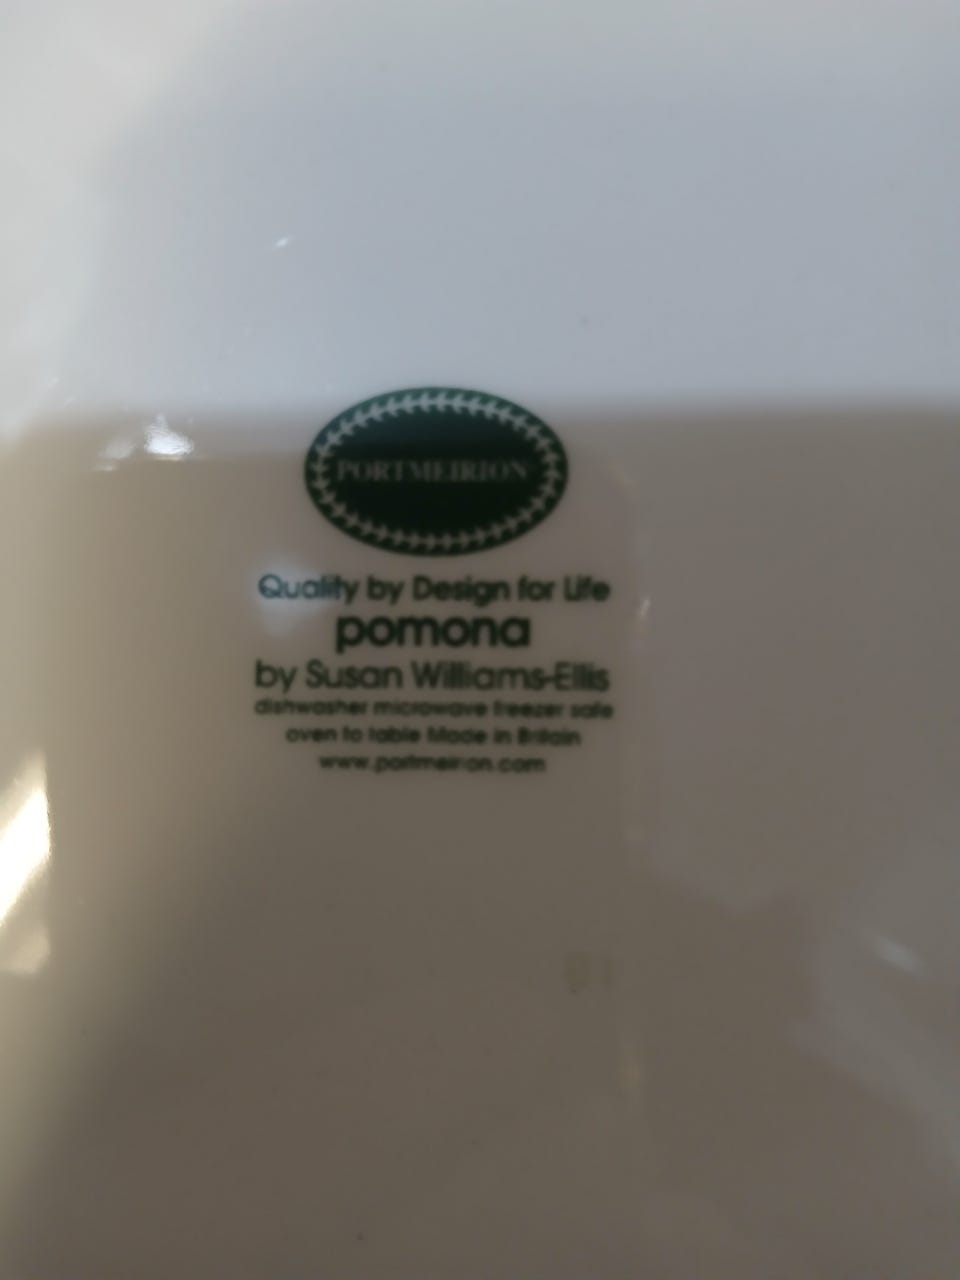 PORTMEIRION
Quality by Design for Life
pomona
by Susan Williams-Ellis
dishwasher microwave freezer safe
oven to table Made in Britain
www.portmeirion.com